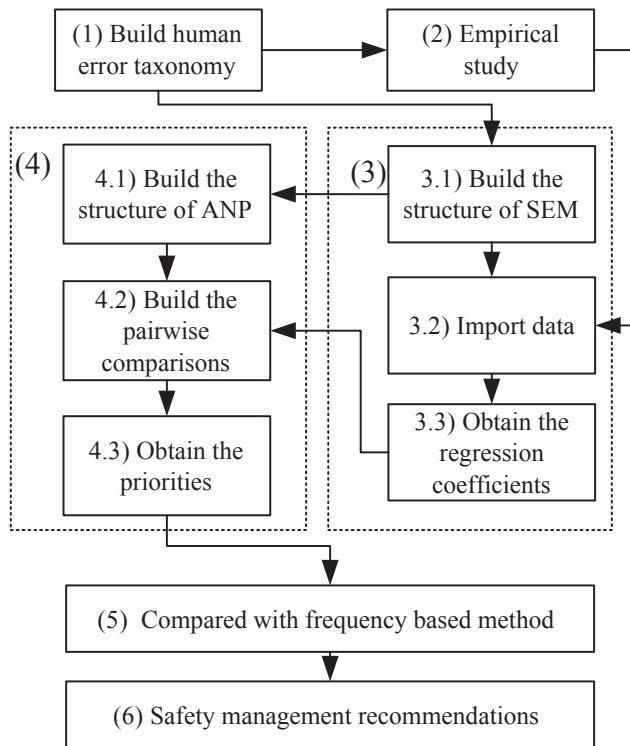 (1) Build human
error taxonomy
(2) Empirical
study
(4)
4.1) Build the
structure of ANP
4.2) Build the
pairwise
comparisons
4.3) Obtain the
priorities
(3)
3.1) Build the
structure of SEM
3.2) Import data
3.3) Obtain the
regression
coefficients
(5) Compared with frequency based method
(6) Safety management recommendations